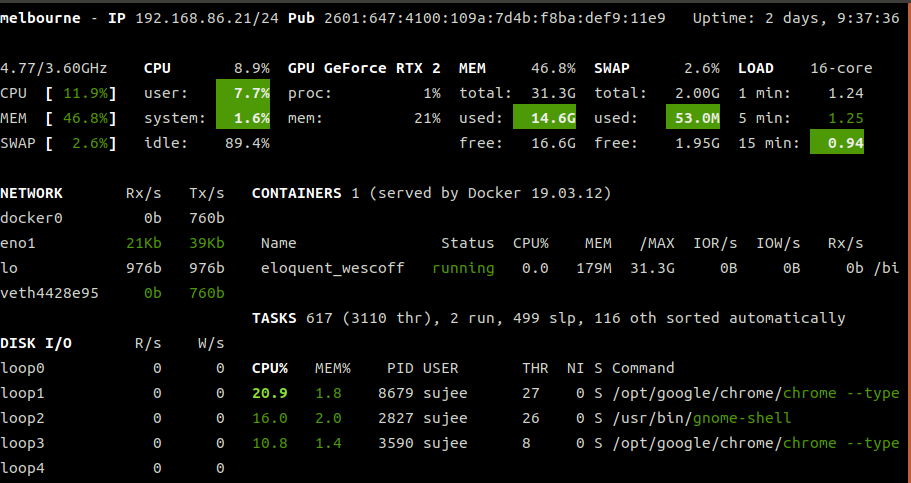 melbourne - IP 192.168.86.21/24 Pub 2601:647:4100:109a:7d4b:f8ba:def9:11e9 Uptime: 2 days, 9:37:36
4.77/3.60GHz CPU 8.9% GPU GeForce RTX 2 MEM 46.8% SWAP 2.6% LOAD 16-core
CPU [ 11.9%] user: 7.7% proc: 1% total: 31.3G total: 2.00G 1 min: 1.24
MEM [ 46.8%] system: 1.6% mem: 21% used: 14.6G used: 53.0M 5 min: 1.25
SWAP [ 2.6%] idle: 89.4% free: 16.6G free: 1.95G 15 min: 0.94
NETWORK Rx/s Tx/s CONTAINERS 1 (served by Docker 19.03.12)
docker0 0b 760b
eno1 21Kb 39Kb Name Status CPU% MEM /MAX IOR/s IOW/s Rx/s
lo 976b 976b eloquent_wescoff running 0.0 179M 31.3G 0B 0B 0b /bi
veth4428e95 0b 760b
TASKS 617 (3110 thr), 2 run, 499 slp, 116 oth sorted automatically
DISK I/O R/s W/s
loop0 0 0 CPU% MEM% PID USER THR NI S Command
loop1 0 0 20.9 1.8 8679 sujee 27 0 S /opt/google/chrome/chrome --type
loop2 0 0 16.0 2.0 2827 sujee 26 0 S /usr/bin/gnome-shell
loop3 0 0 10.8 1.4 3590 sujee 8 0 S /opt/google/chrome/chrome --type
loop4 0 0